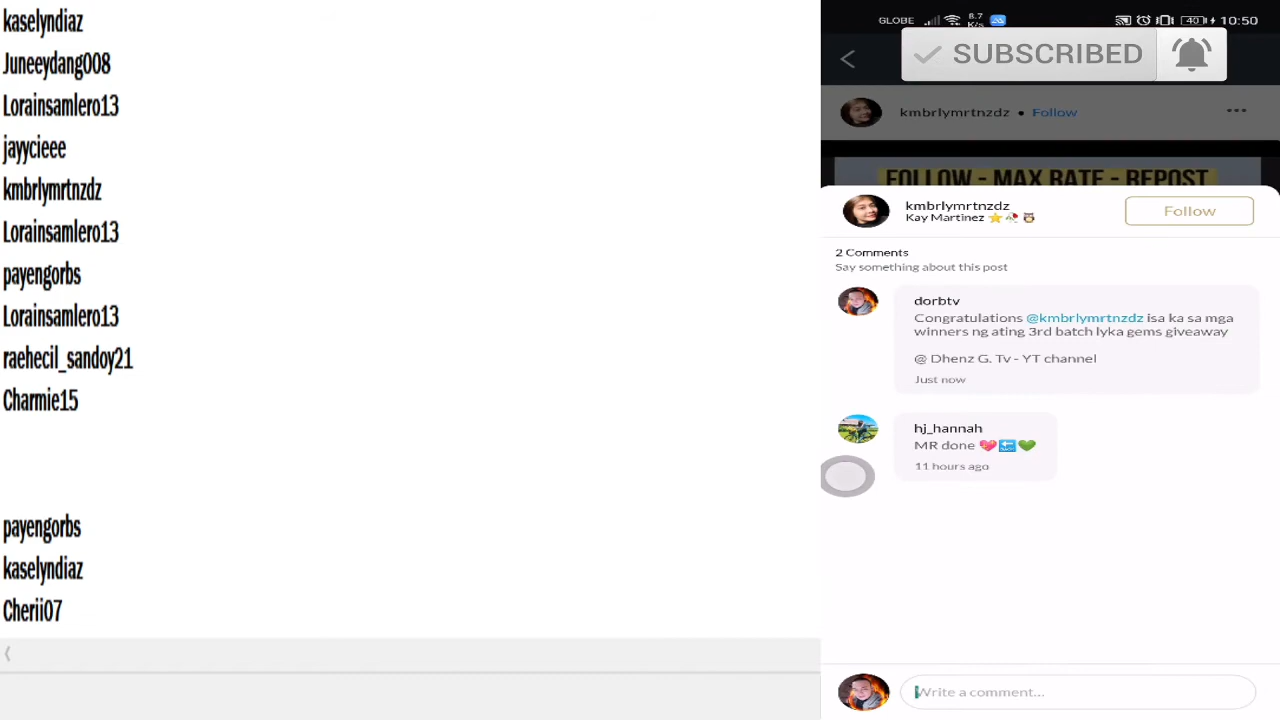 kaselyndiaz
Juneeydang008
Lorainsamlero13
jayycieee
kmbrlymrtnzdz
Lorainsamlero13
payengorbs
Lorainsamlero13
raehecil_sandoy21
Charmie15
payengorbs
kaselyndiaz
Cherii07
GLOBE 8.7 K/s 40 10:50
SUBSCRIBED
kmbrlymrtnzdz • Follow
FOLLOW - MAX RATE - REPOST
kmbrlymrtnzdz
Kay Martinez
Follow
2 Comments
Say something about this post
dorbtv
Congratulations @kmbrlymrtnzdz isa ka sa mga
winners ng ating 3rd batch lyka gems giveaway
@ Dhenz G. Tv - YT channel
Just now
hj_hannah
MR done 💖🔙💚
11 hours ago
Write a comment...